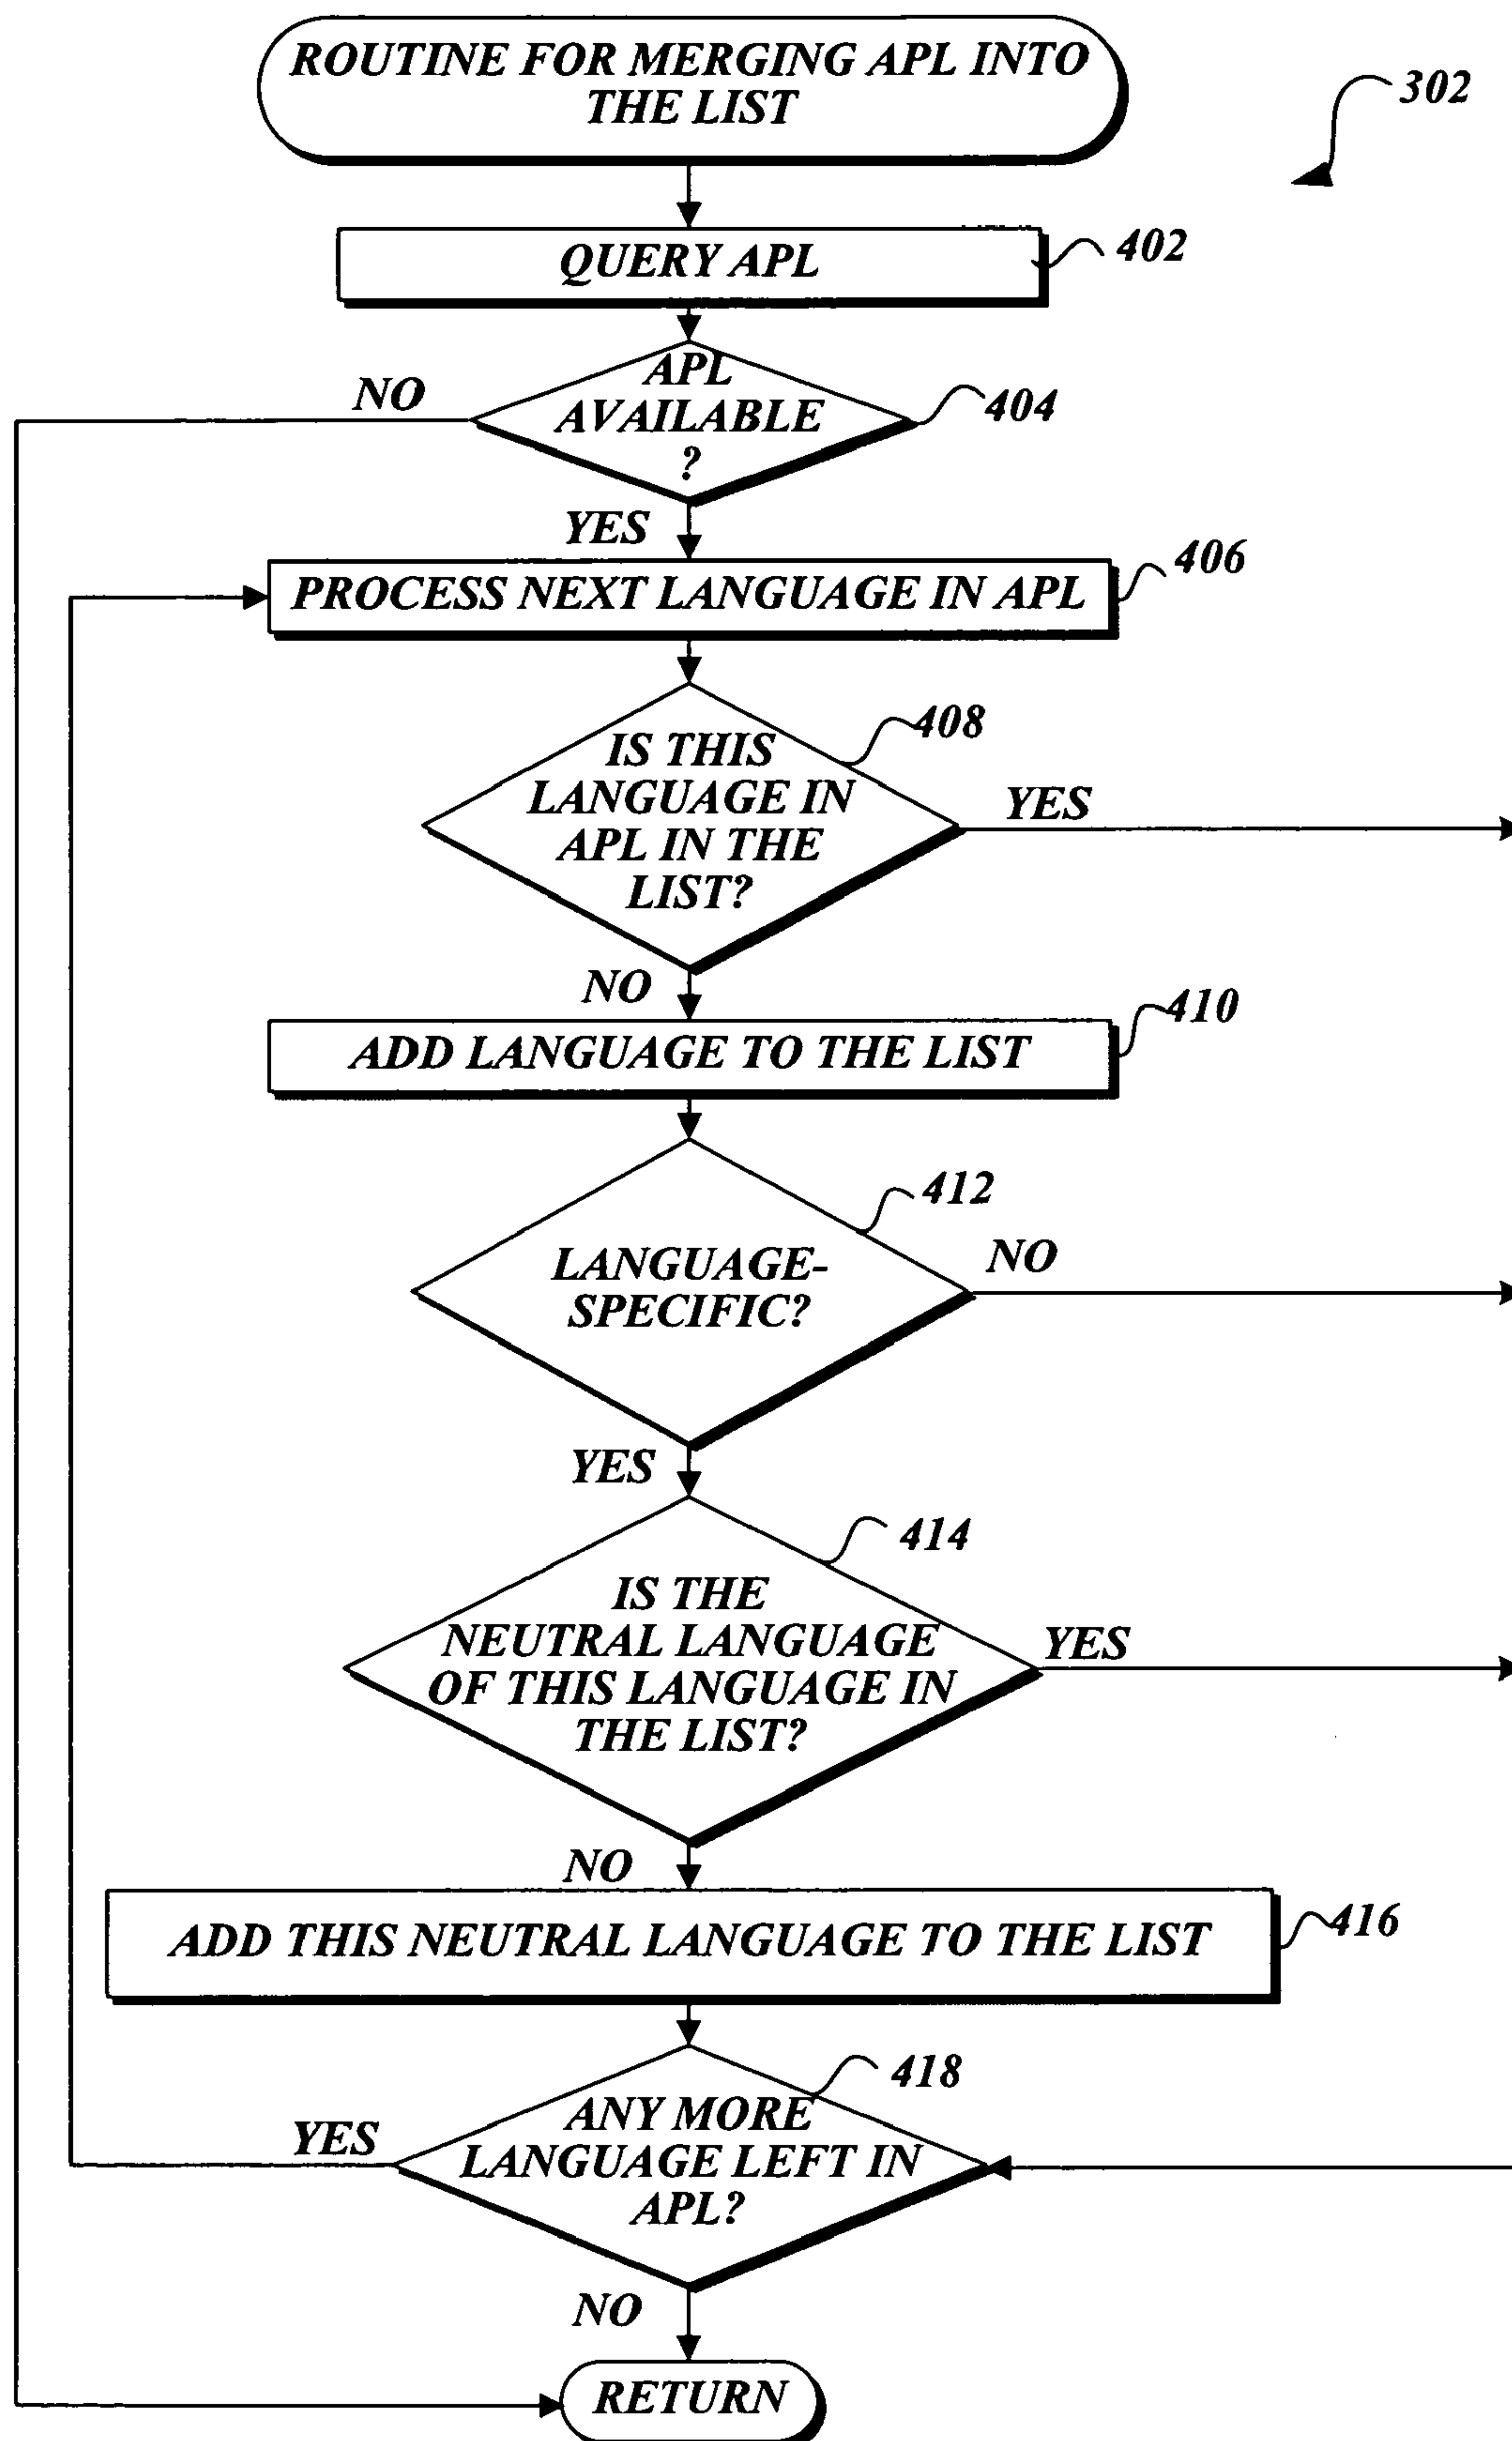 ROUTINE FOR MERGING APL INTO
THE LIST
302
QUERY APL
402
APL
AVAILABLE
?
404
NO
YES
PROCESS NEXT LANGUAGE IN APL
406
IS THIS
LANGUAGE IN
APL IN THE
LIST?
408
YES
NO
ADD LANGUAGE TO THE LIST
410
LANGUAGE-
SPECIFIC?
412
NO
YES
IS THE
NEUTRAL LANGUAGE
OF THIS LANGUAGE IN
THE LIST?
414
YES
NO
ADD THIS NEUTRAL LANGUAGE TO THE LIST
416
ANY MORE
LANGUAGE LEFT IN
APL?
418
YES
NO
RETURN